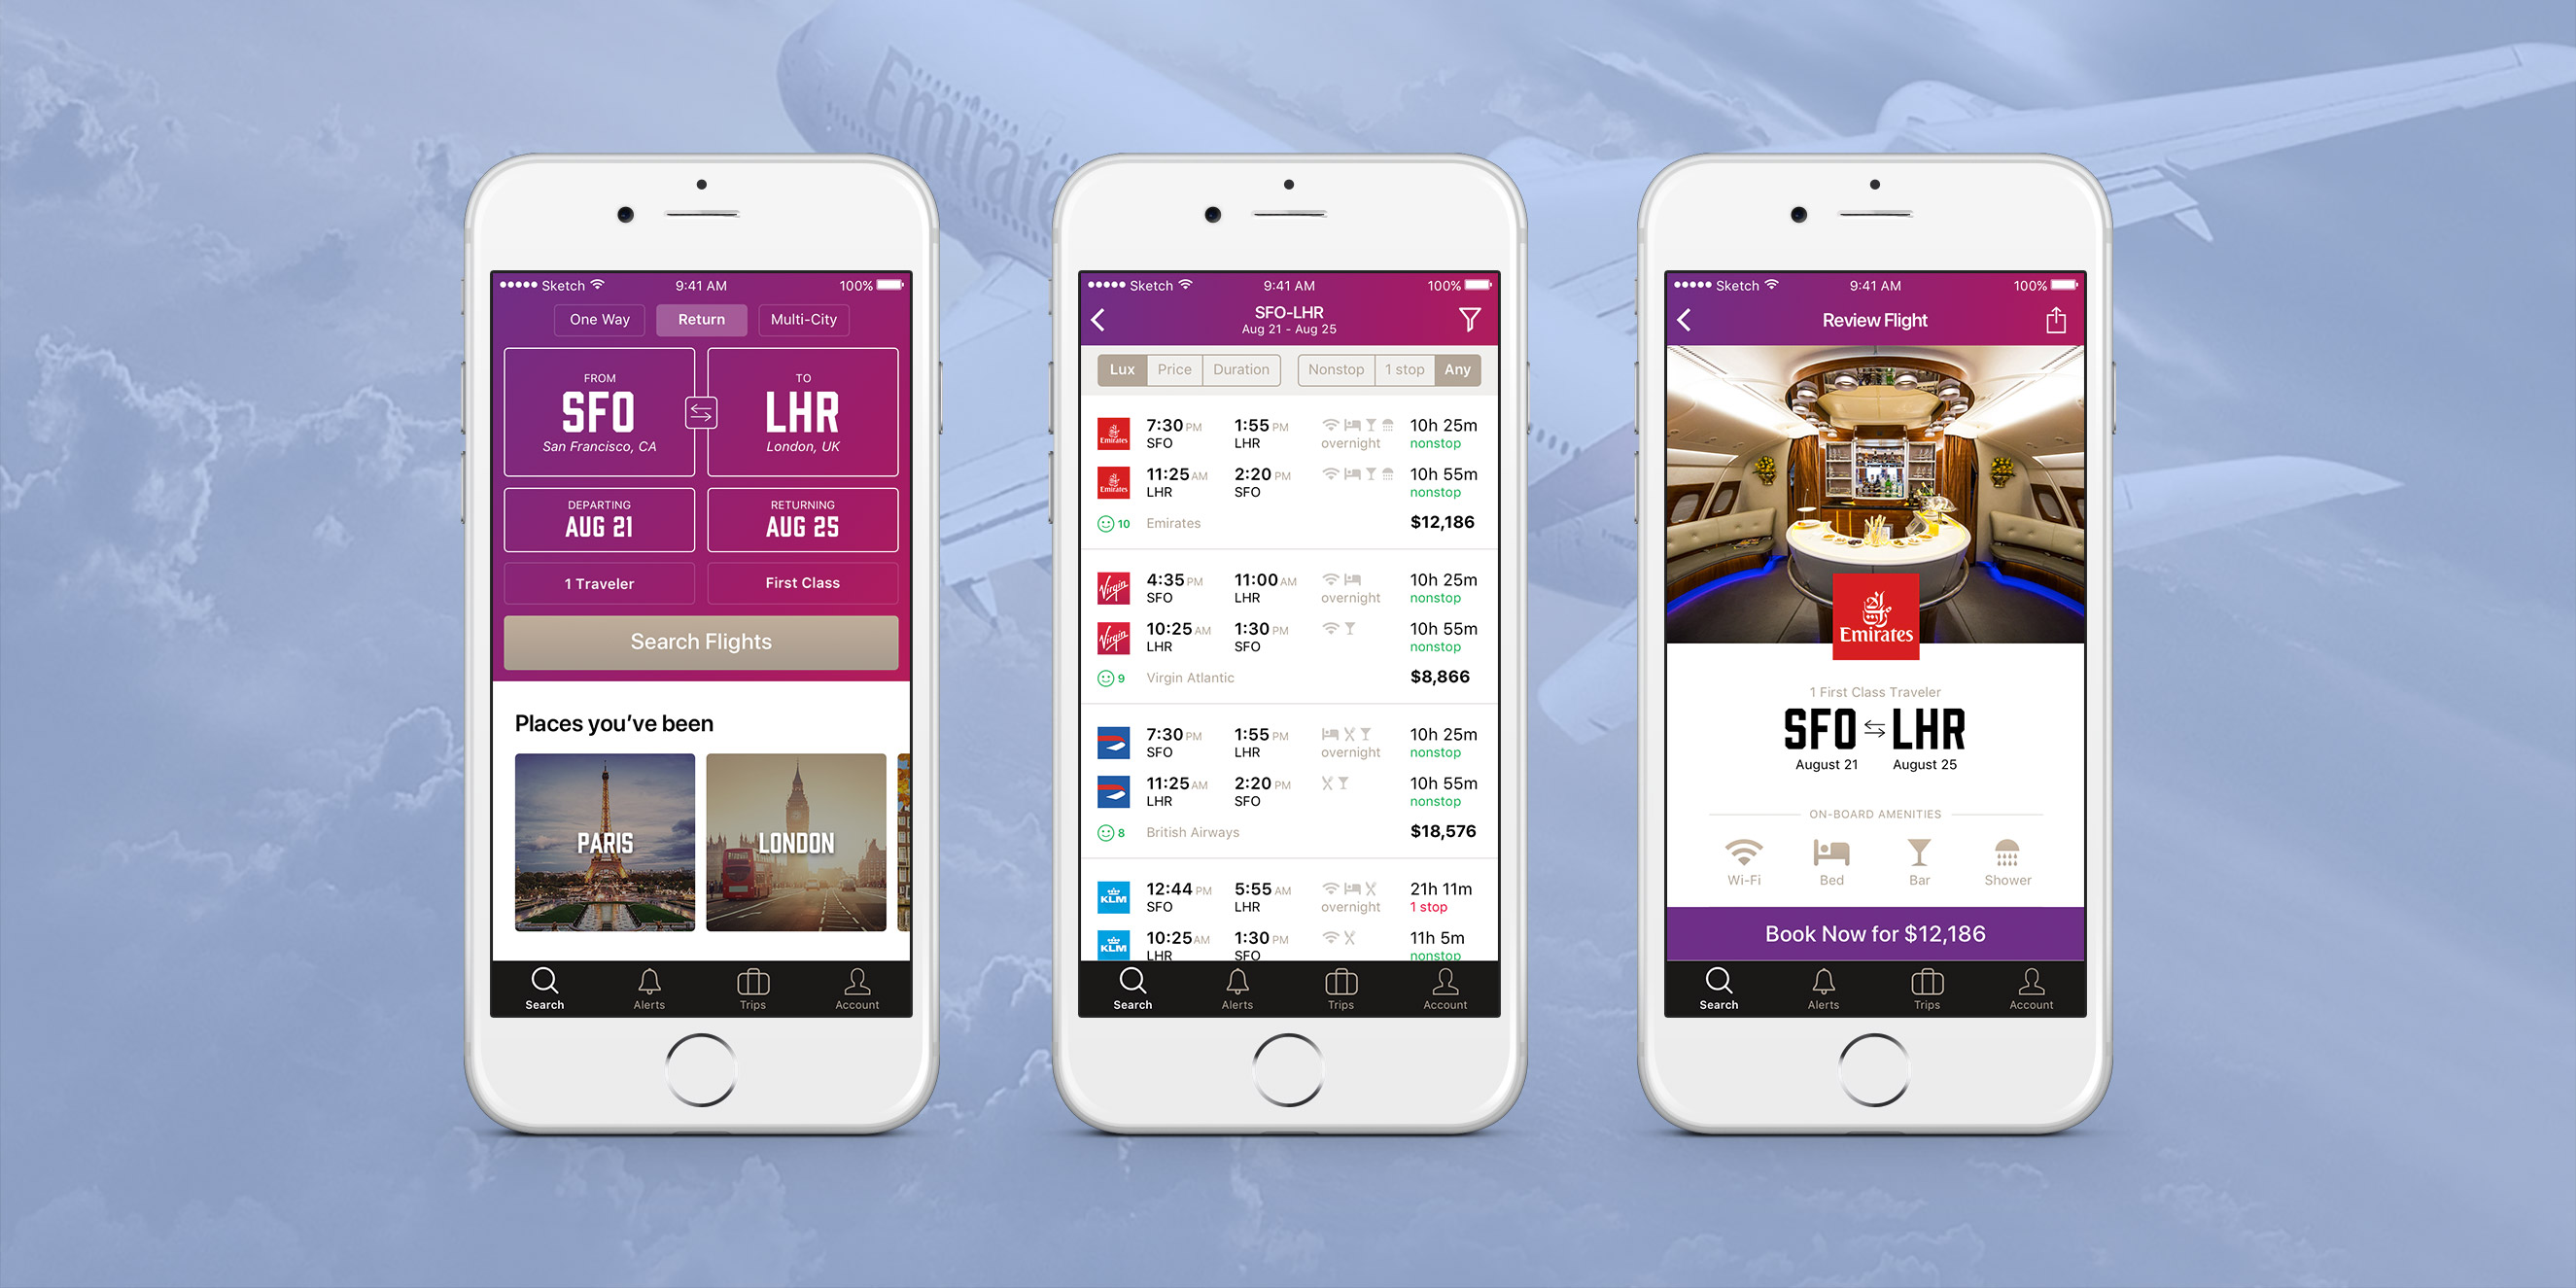 Emirates
Sketch 9:41 AM 100%
One Way Return Multi-City
FROM TO
SFO LHR
San Francisco, CA London, UK
DEPARTING RETURNING
AUG 21 AUG 25
1 Traveler First Class
Search Flights
Places you’ve been
PARIS LONDON
Search Alerts Trips Account
Sketch 9:41 AM 100%
SFO-LHR
Aug 21 - Aug 25
Lux Price Duration Nonstop 1 stop Any
Emirates 7:30 PM 1:55 PM 10h 25m
SFO LHR overnight nonstop
Emirates 11:25 AM 2:20 PM 10h 55m
LHR SFO nonstop
10 Emirates $12,186
Virgin 4:35 PM 11:00 AM 10h 25m
SFO LHR overnight nonstop
Virgin 10:25 AM 1:30 PM 10h 55m
LHR SFO nonstop
9 Virgin Atlantic $8,866
7:30 PM 1:55 PM 10h 25m
SFO LHR overnight nonstop
11:25 AM 2:20 PM 10h 55m
LHR SFO nonstop
8 British Airways $18,576
KLM 12:44 PM 5:55 AM 21h 11m
SFO LHR overnight 1 stop
KLM 10:25 AM 1:30 PM 11h 5m
LHR SFO nonstop
Search Alerts Trips Account
Sketch 9:41 AM 100%
Review Flight
Emirates
1 First Class Traveler
SFO LHR
August 21 August 25
ON-BOARD AMENITIES
Wi-Fi Bed Bar Shower
Book Now for $12,186
Search Alerts Trips Account